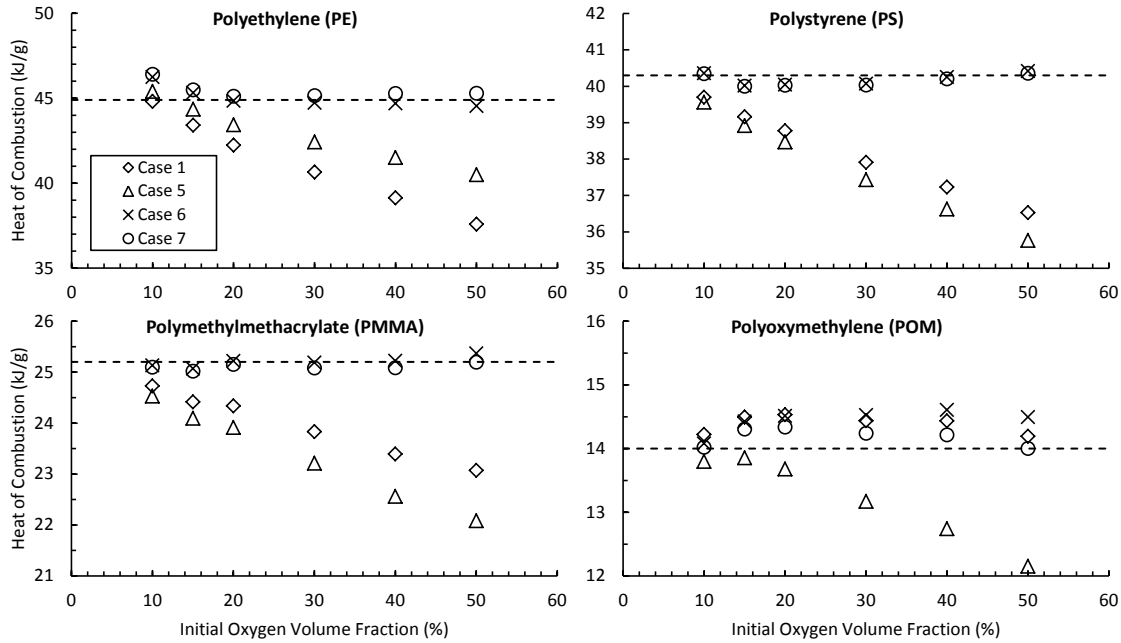 Polyethylene (PE)
Heat of Combustion (kJ/g)
50
45
40
35
0 10 20 30 40 50 60
Case 1
Case 5
Case 6
Case 7
Polystyrene (PS)
42
41
40
39
38
37
36
35
0 10 20 30 40 50 60
Polymethylmethacrylate (PMMA)
Heat of Combustion (kJ/g)
26
25
24
23
22
21
0 10 20 30 40 50 60
Initial Oxygen Volume Fraction (%)
Polyoxymethylene (POM)
16
15
14
13
12
0 10 20 30 40 50 60
Initial Oxygen Volume Fraction (%)